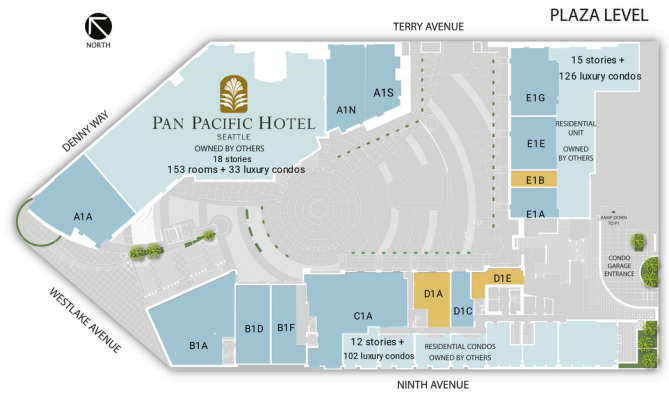 TERRY AVENUE
PLAZA LEVEL
NORTH
DENNY WAY
PAN PACIFIC HOTEL
SEATTLE
OWNED BY OTHERS
18 stories
153 rooms + 33 luxury condos
A1N
A1S
15 stories +
126 luxury condos
E1G
RESIDENTIAL
UNIT
OWNED
BY OTHERS
E1E
E1B
E1A
A1A
RAMP DOWN
TO P1
CONDO
GARAGE
ENTRANCE
WESTLAKE AVENUE
B1A
B1D
B1F
C1A
D1A
D1C
D1E
12 stories +
102 luxury condos
RESIDENTIAL CONDOS
OWNED BY OTHERS
NINTH AVENUE